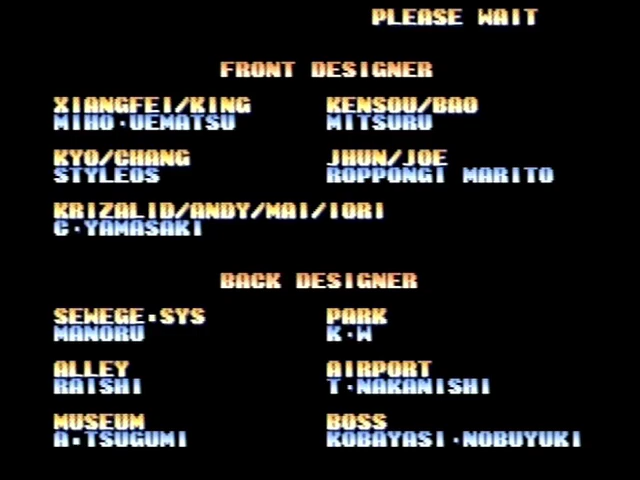 PLEASE WAIT
FRONT DESIGNER
XIANGFEI/KING KENSOU/BAO
MIHO·UEMATSU MITSURU
KYO/CHANG JHUN/JOE
STYLEOS ROPPONGI MARITO
KRIZALID/ANDY/MAI/IORI
C·YAMASAKI
BACK DESIGNER
SEWEGE·SYS PARK
MANORU K·W
ALLEY AIRPORT
RAISHI T·NAKANISHI
MUSEUM BOSS
A·TSUGUMI KOBAYASI·NOBUYUKI